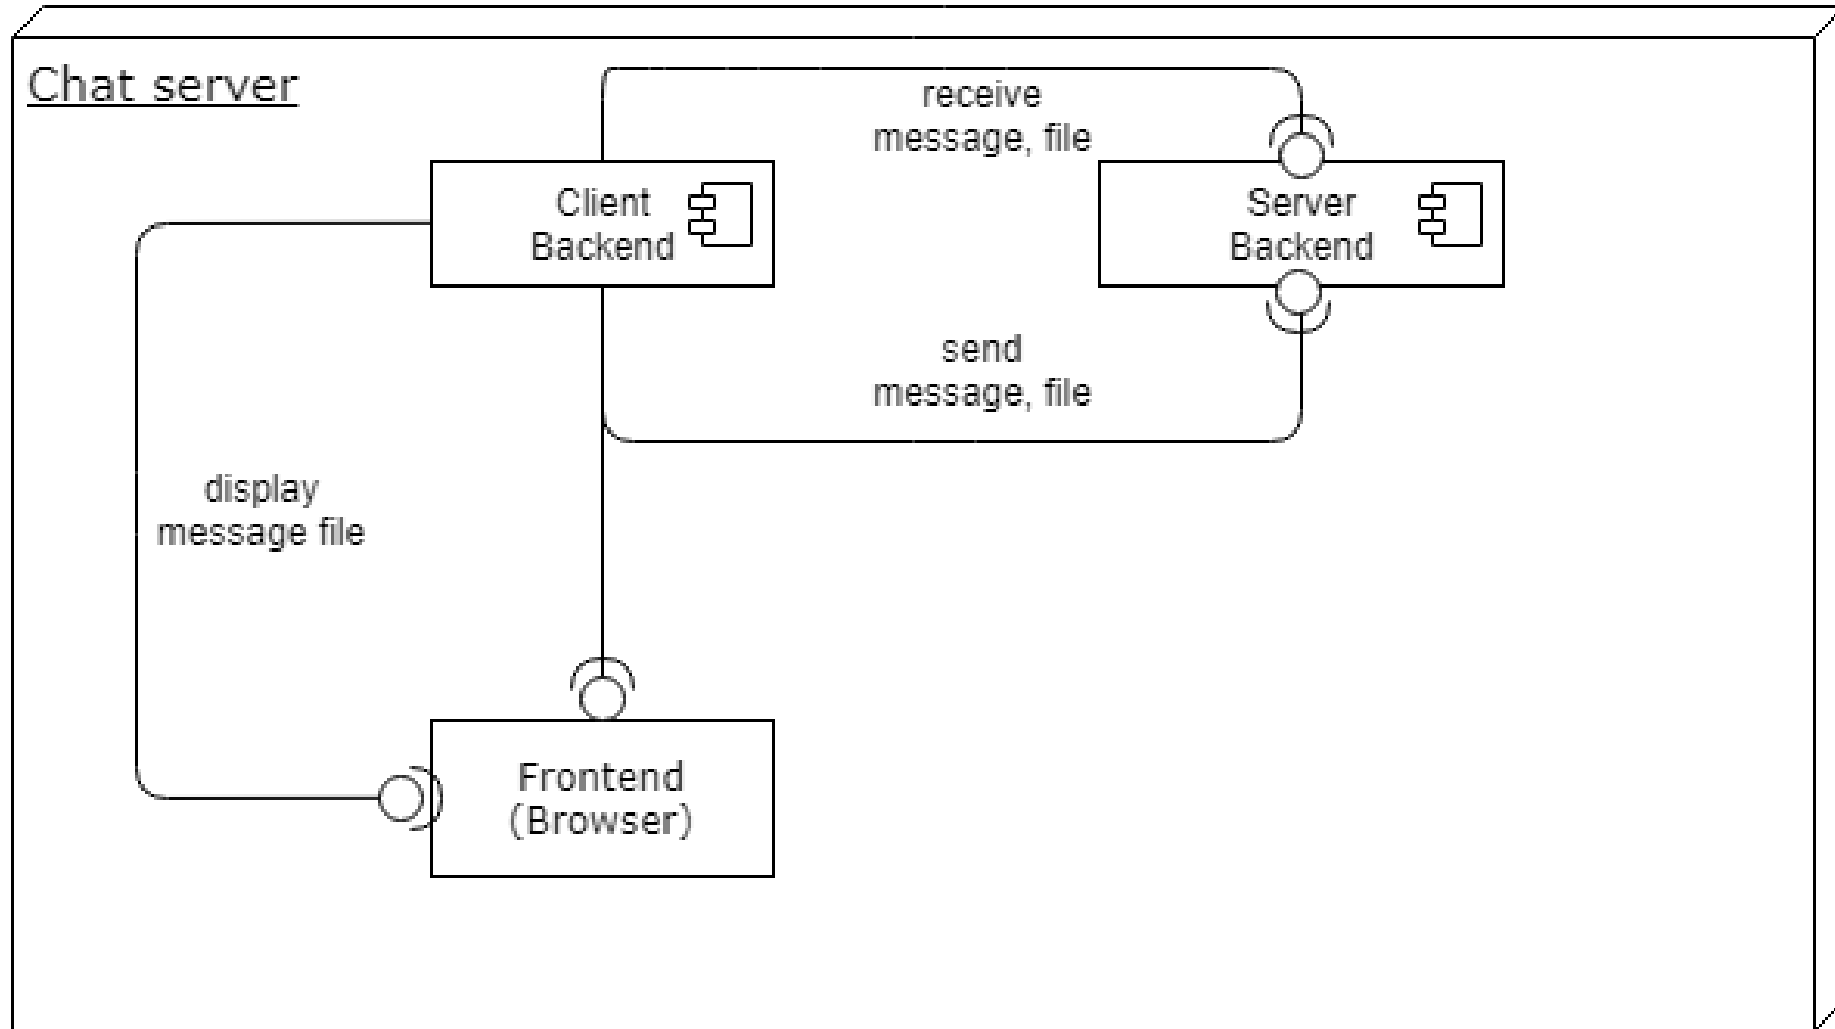 Chat server
receive
message, file
Client
Backend
Server
Backend
send
message, file
display
message file
Frontend
(Browser)